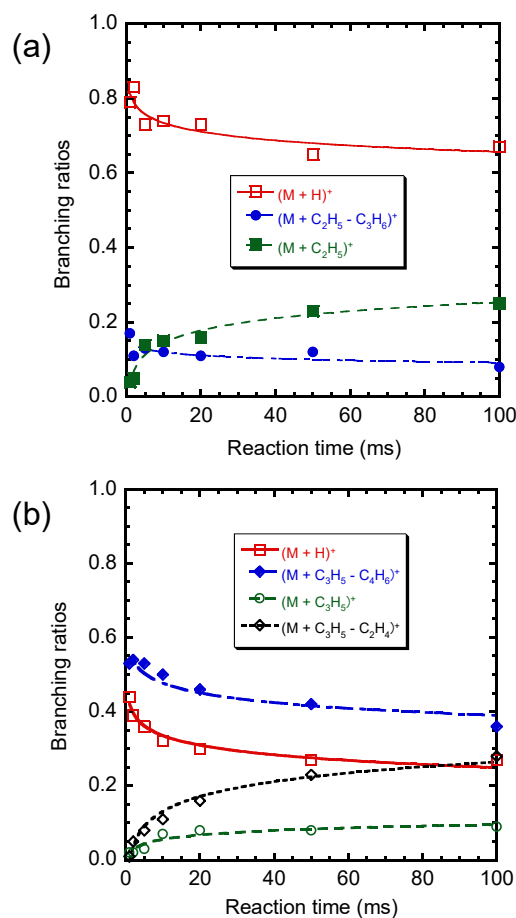 (a)
1.0
0.8
0.6
0.4
0.2
0.0
Branching ratios
(M + H)⁺
(M + C₂H₅ - C₃H₆)⁺
(M + C₂H₅)⁺
0 20 40 60 80 100
Reaction time (ms)
(b)
1.0
0.8
0.6
0.4
0.2
0.0
Branching ratios
(M + H)⁺
(M + C₃H₅ - C₄H₆)⁺
(M + C₃H₅)⁺
(M + C₃H₅ - C₂H₄)⁺
0 20 40 60 80 100
Reaction time (ms)